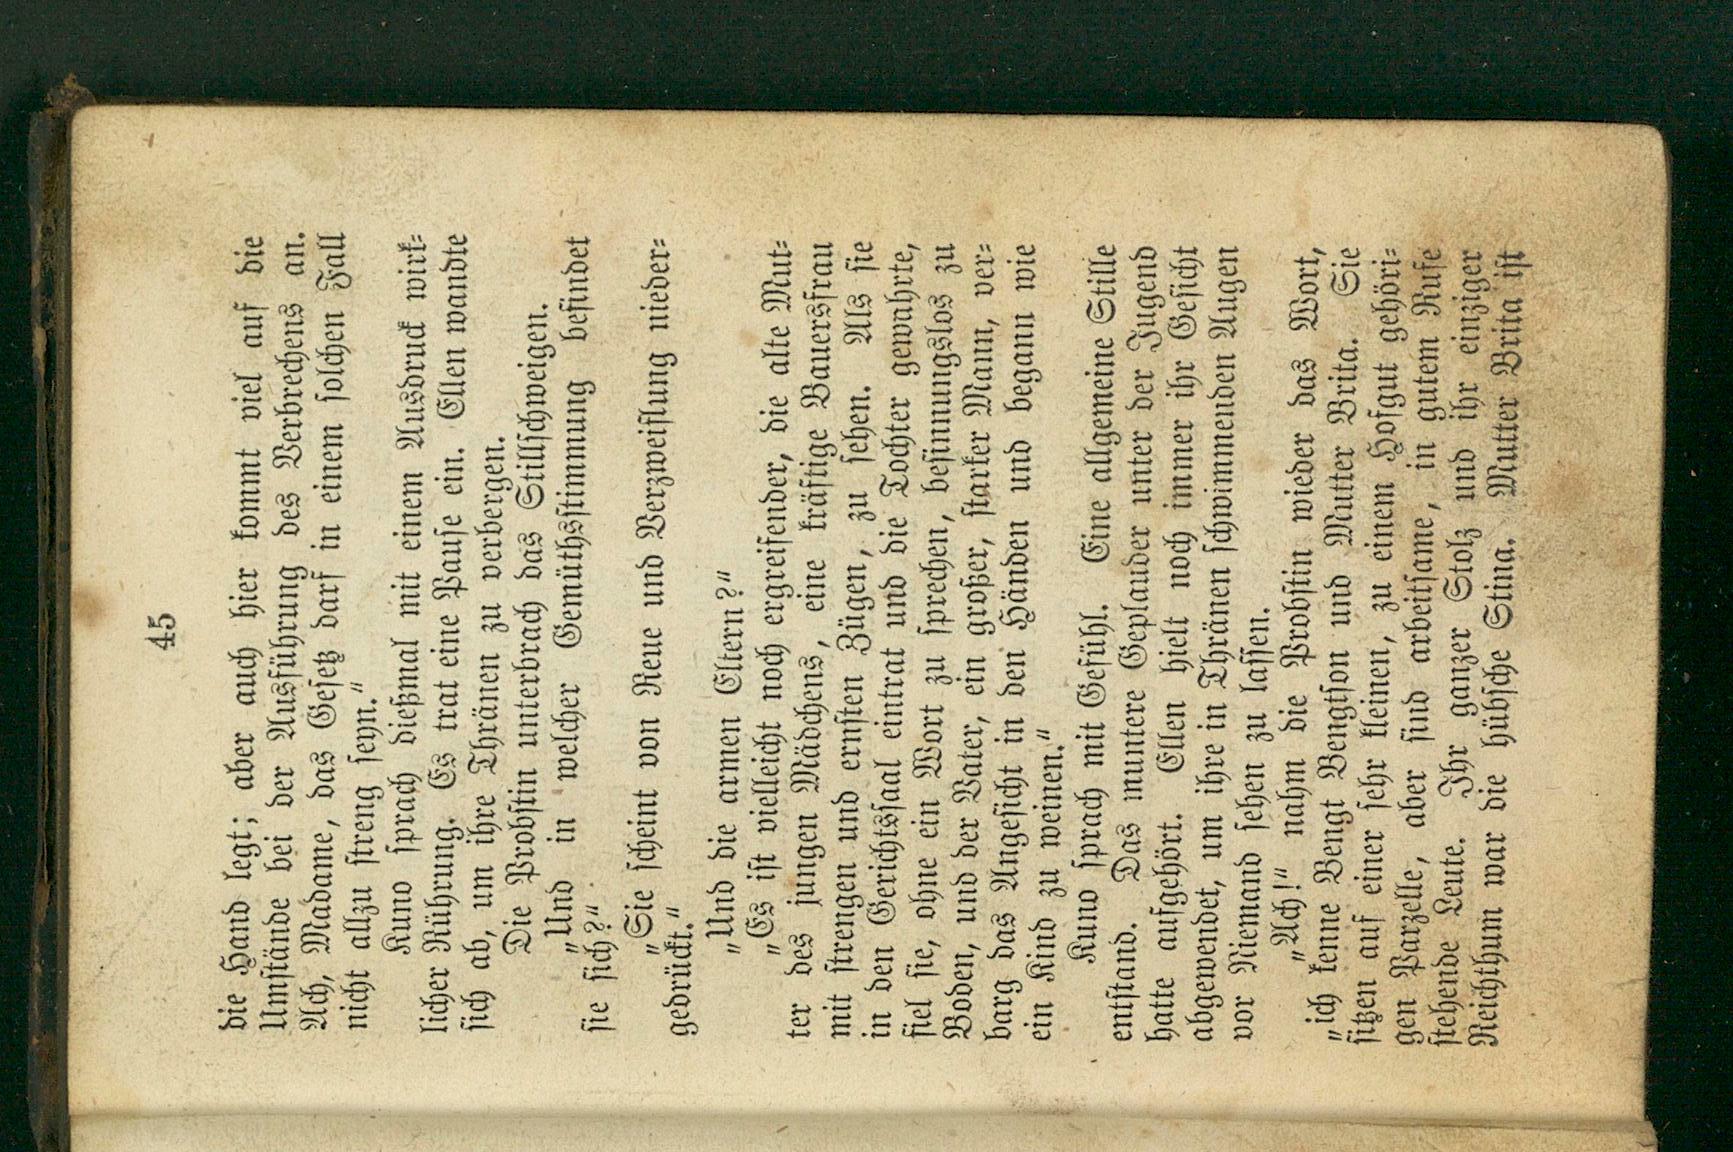 45
die Hand legt; aber auch hier kommt viel auf die
Umstände bei der Ausführung des Verbrechens an.
Ach, Madame, das Gesetz darf in einem solchen Fall
nicht allzu streng seyn.“
Kuno sprach dießmal mit einem Ausdruck wirk-
licher Rührung. Es trat eine Pause ein. Ellen wandte
sich ab, um ihre Thränen zu verbergen.
Die Probstin unterbrach das Stillschweigen.
„Und in welcher Gemüthsstimmung befindet
sie sich?“
„Sie scheint von Reue und Verzweiflung nieder-
gedrückt.“
„Und die armen Eltern?“
„Es ist vielleicht noch ergreifender, die alte Mut-
ter des jungen Mädchens, eine kräftige Bauersfrau
mit strengen und ernsten Zügen, zu sehen. Als sie
in den Gerichtssaal eintrat und die Tochter gewahrte,
fiel sie, ohne ein Wort zu sprechen, besinnungslos zu
Boden, und der Vater, ein großer, starker Mann, ver-
barg das Angesicht in den Händen und begann wie
ein Kind zu weinen.“
Kuno sprach mit Gefühl. Eine allgemeine Stille
entstand. Das muntere Geplauder unter der Jugend
hatte aufgehört. Ellen hielt noch immer ihr Gesicht
abgewendet, um ihre in Thränen schwimmenden Augen
vor Niemand sehen zu lassen.
„Ach!“ nahm die Probstin wieder das Wort,
„ich kenne Bengt Bengtson und Mutter Brita. Sie
sitzen auf einer sehr kleinen, zu einem Hofgut gehöri-
gen Parzelle, aber sind arbeitsame, in gutem Rufe
stehende Leute. Ihr ganzer Stolz und ihr einziger
Reichthum war die hübsche Stina. Mutter Brita ist